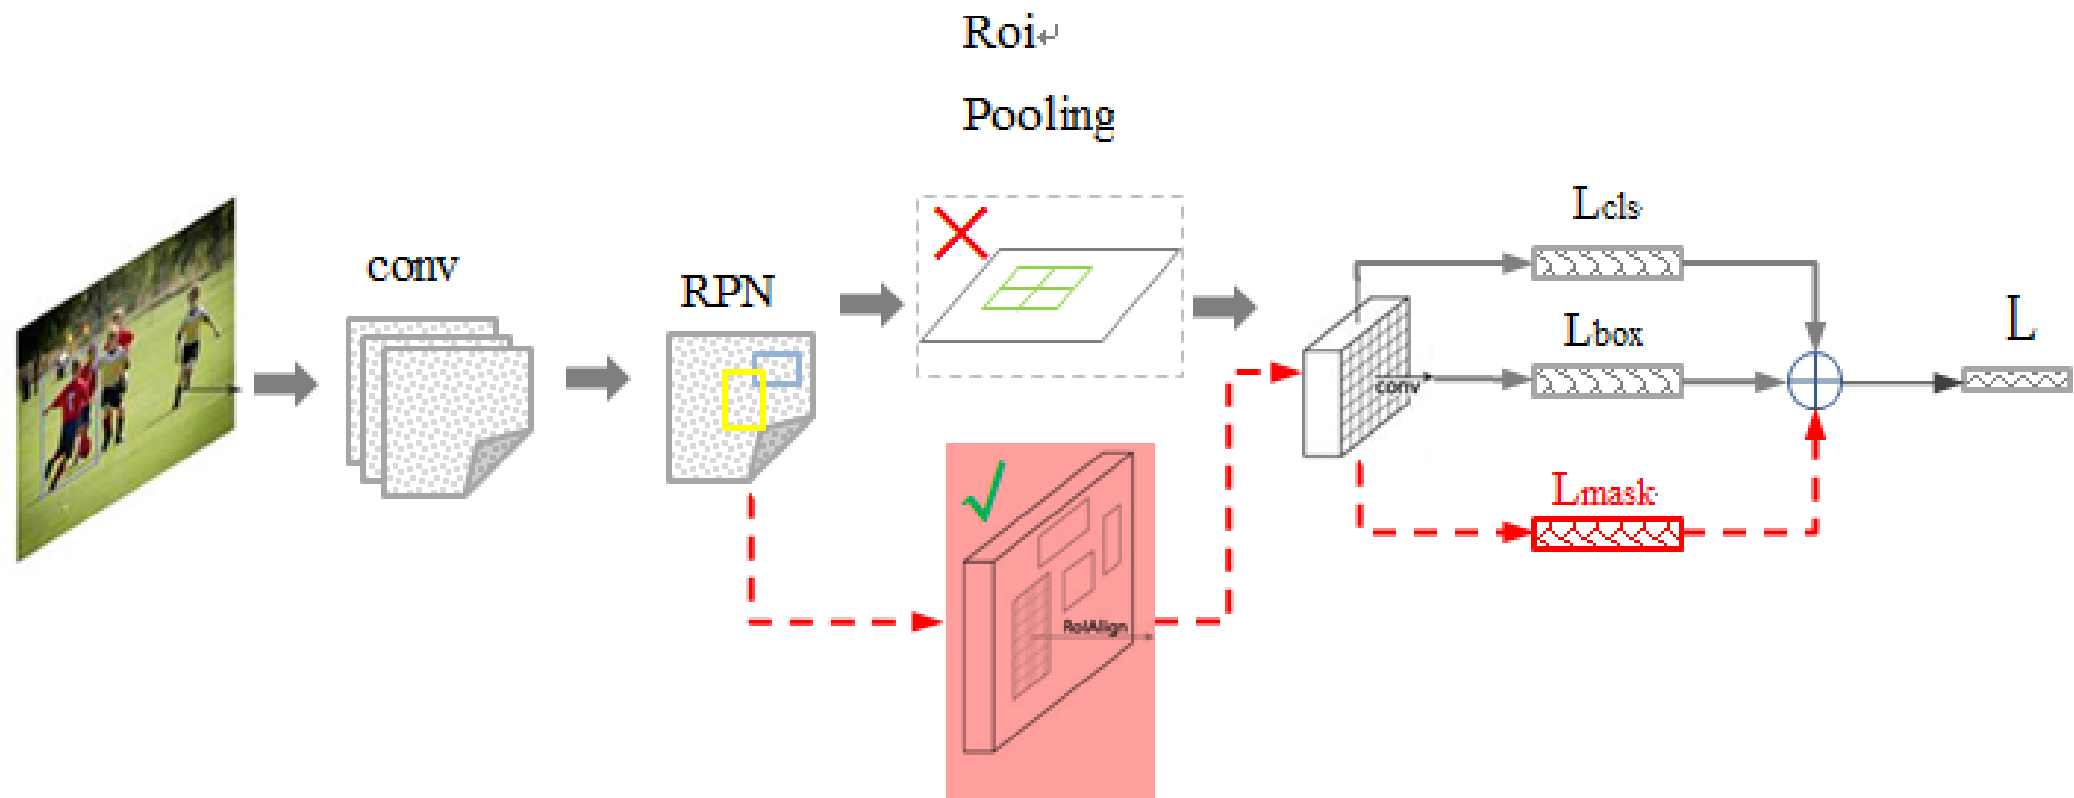 Roi↵
Pooling
conv
RPN
RoIAlign
conv
Lcls
Lbox
Lmask
L